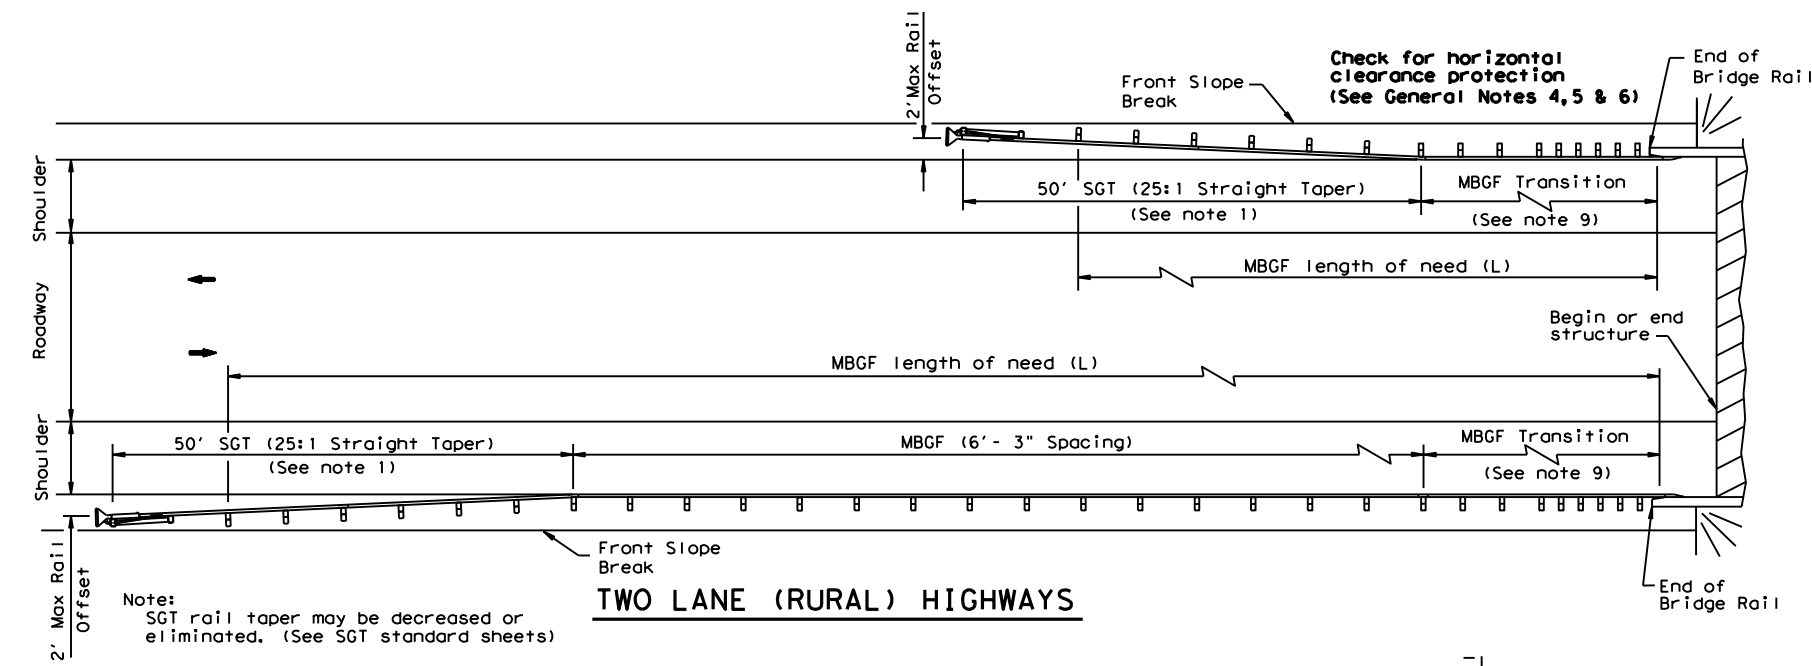 2' Max Rail
Offset
Front Slope
Break
Check for horizontal
clearance protection
(See General Notes 4,5 & 6)
End of
Bridge Rail
Shoulder
50' SGT (25:1 Straight Taper)
(See note 1)
MBGF Transition
(See note 9)
MBGF length of need (L)
Roadway
Begin or end
structure
MBGF length of need (L)
Shoulder
50' SGT (25:1 Straight Taper)
(See note 1)
MBGF (6'- 3" Spacing)
MBGF Transition
(See note 9)
2' Max Rail
Offset
Front Slope
Break
End of
Bridge Rail
Note:
SGT rail taper may be decreased or
eliminated. (See SGT standard sheets)
TWO LANE (RURAL) HIGHWAYS